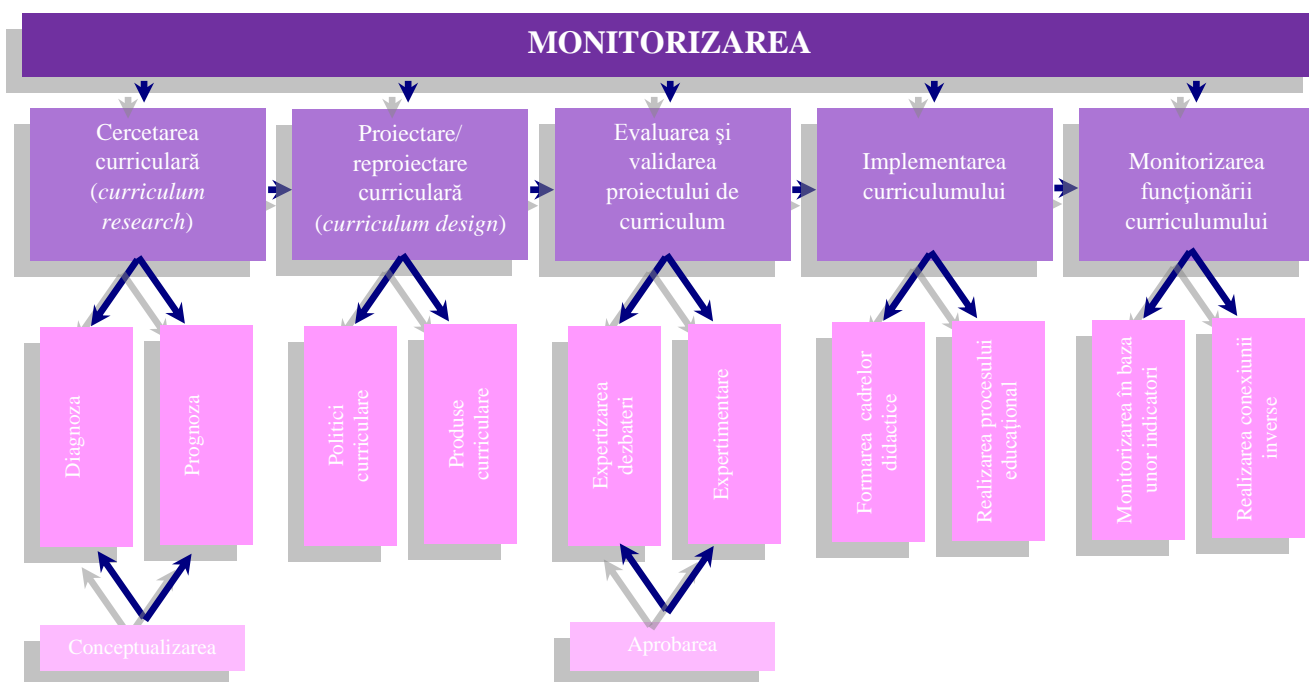 MONITORIZAREA
Cercetarea
curriculară
(curriculum
research)
Proiectare/
reproiectare
curriculară
(curriculum design)
Evaluarea şi
validarea
proiectului de
curriculum
Implementarea
curriculumului
Monitorizarea
funcţionării
curriculumului
Diagnoza
Prognoza
Politici
curriculare
Produse
curriculare
Expertizarea
dezbateri
Expertimentare
Formarea cadrelor
didactice
Realizarea procesului
educaţional
Monitorizarea în baza
unor indicatori
Realizarea conexiunii
inverse
Conceptualizarea
Aprobarea